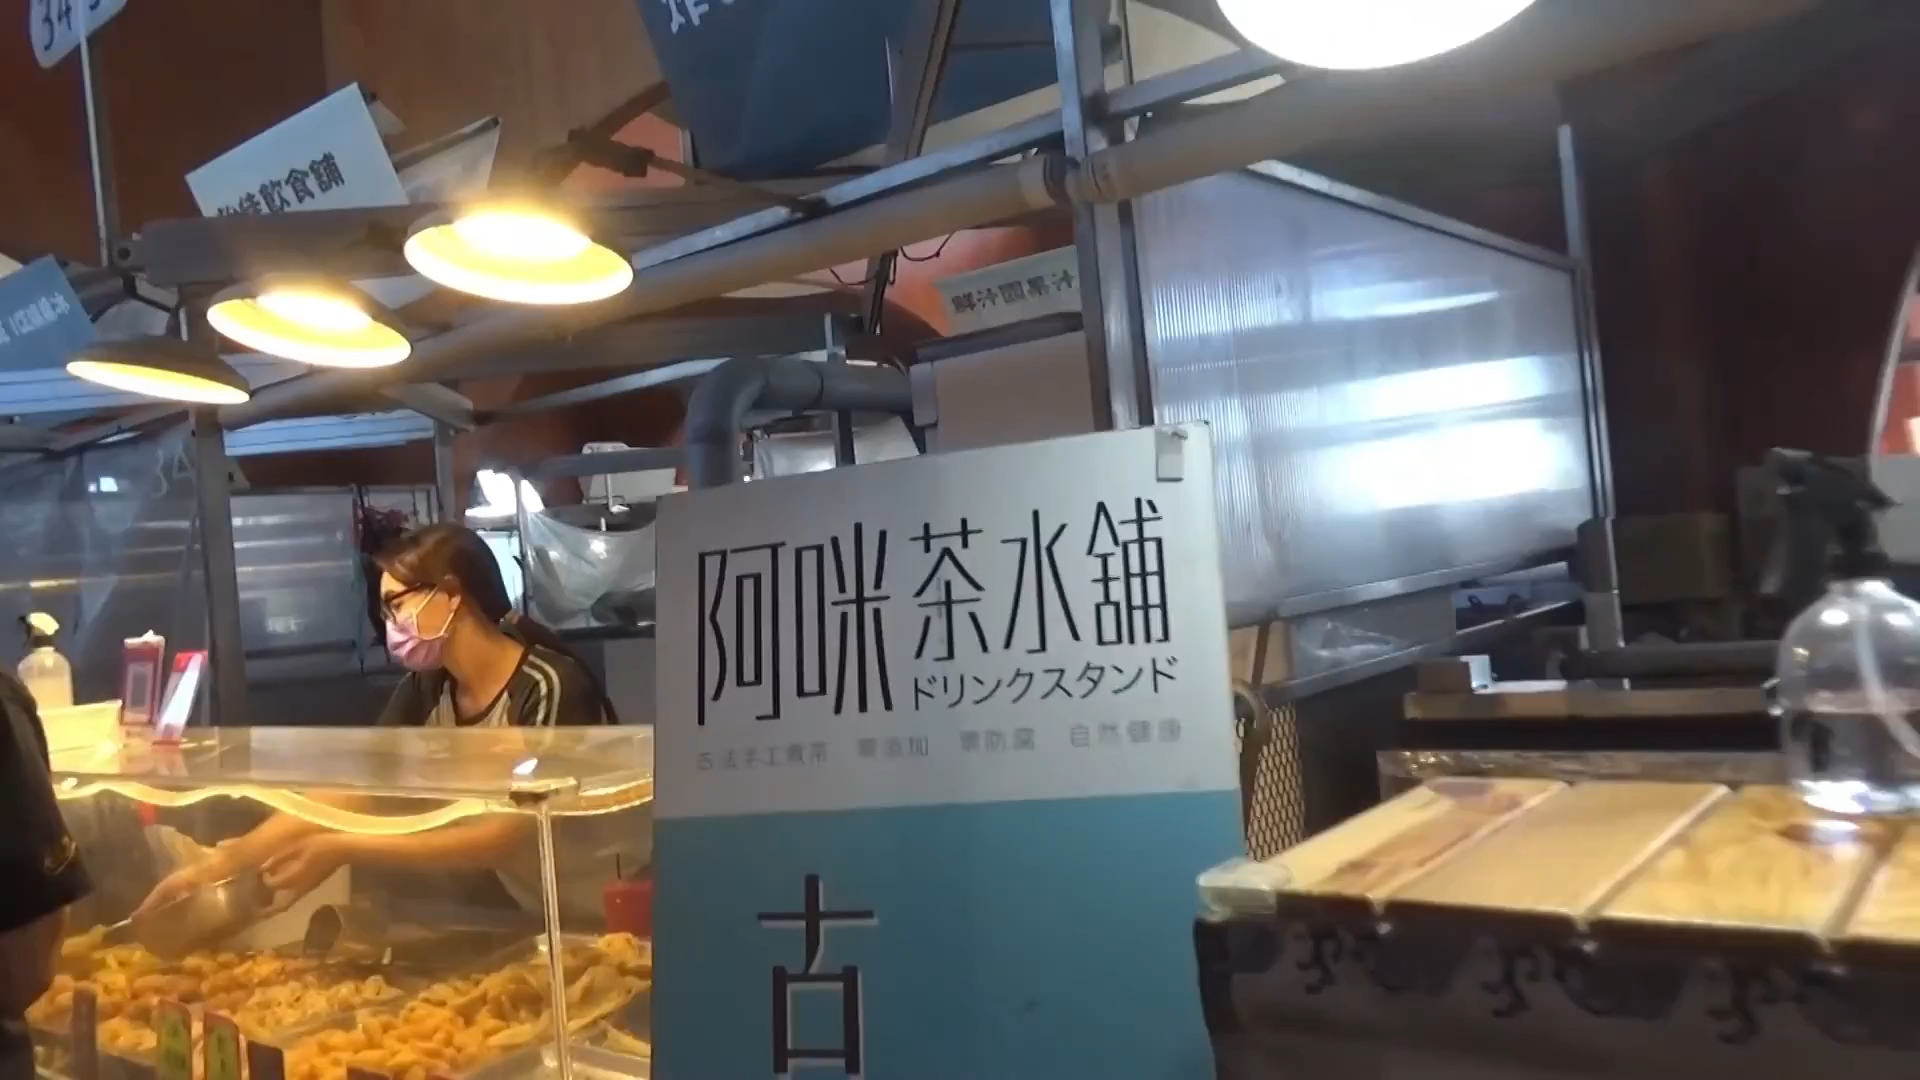 飲食舖
鮮汁圓果汁
阿咪茶水舖
ドリンクスタンド
古法手工煮茶 零添加 零防腐 自然健康
古